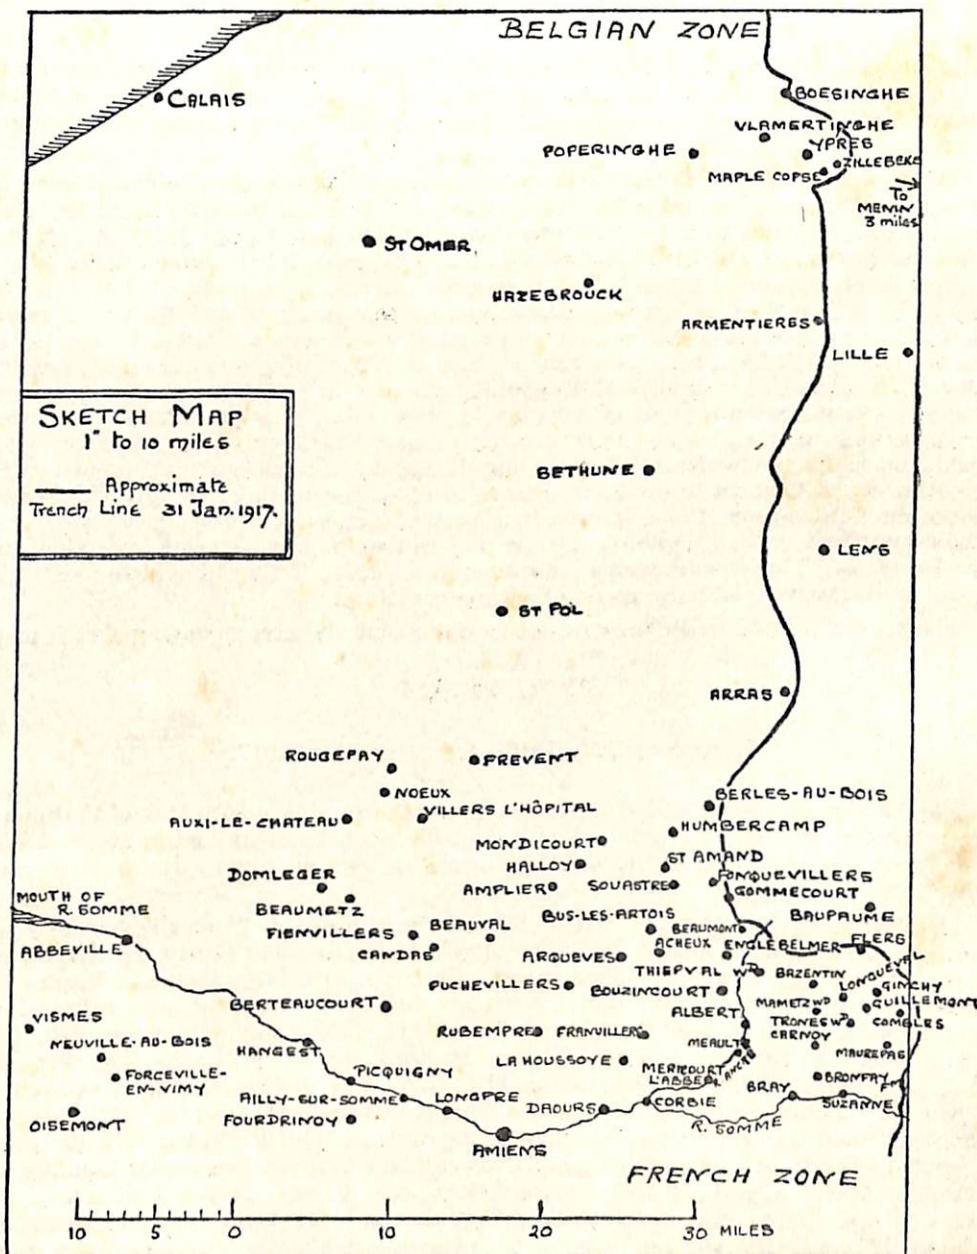 BELGIAN ZONE
CALAIS
BOESINGHE
VLAMERTINGHE
YPRES
POPERINGHE
ZILLEBEKE
MAPLE COPSE
To
MENIN
3 miles
ST OMER
HAZEBROUCK
ARMENTIERES
LILLE
SKETCH MAP
1" to 10 miles
Approximate
Trench Line 31 Jan. 1917.
BETHUNE
LENS
ST POL
ARRAS
ROUGEFAY
FREVENT
NOEUX
BERLES-AU-BOIS
VILLERS L'HÔPITAL
AUXI-LE-CHATEAU
HUMBERCAMP
MONDICOURT
ST AMAND
HALLOY
FONQUEVILLERS
DOMLEGER
AMPLIER
SOUASTRE
GOMMECOURT
MOUTH OF
R. SOMME
BEAUMETZ
BUS-LES-ARTOIS
BAUPAUME
BEAUVAL
BEAUMONT
FIENVILLERS
FLERS
ABBEVILLE
CANDAS
ACHEUX
ENGLEBELMER
ARQUEVES
THIEPVAL WD
BAZENTIN
LONGUEVAL
GINCHY
PUCHEVILLERS
BOUZINCOURT
MAMETZ WD
GUILLEMONT
BERTEAUCOURT
ALBERT
TRONES WD
COMBLES
VISMES
RUBEMPRE
FRANVILLERS
CARNOY
NEUVILLE-AU-BOIS
HANGEST
MEAULT
MAUREPAS
LA HOUSSOYE
R. ANCRE
FORCEVILLE-
EN-VIMY
PICQUIGNY
MERICOURT
L'ABBE
BRAY
BRONFAY FM
AILLY-SUR-SOMME
LONGPRE
DAOURS
CORBIE
SUZANNE
OISEMONT
FOURDRINOY
R. SOMME
AMIENS
FRENCH ZONE
10 5 0 10 20 30 MILES